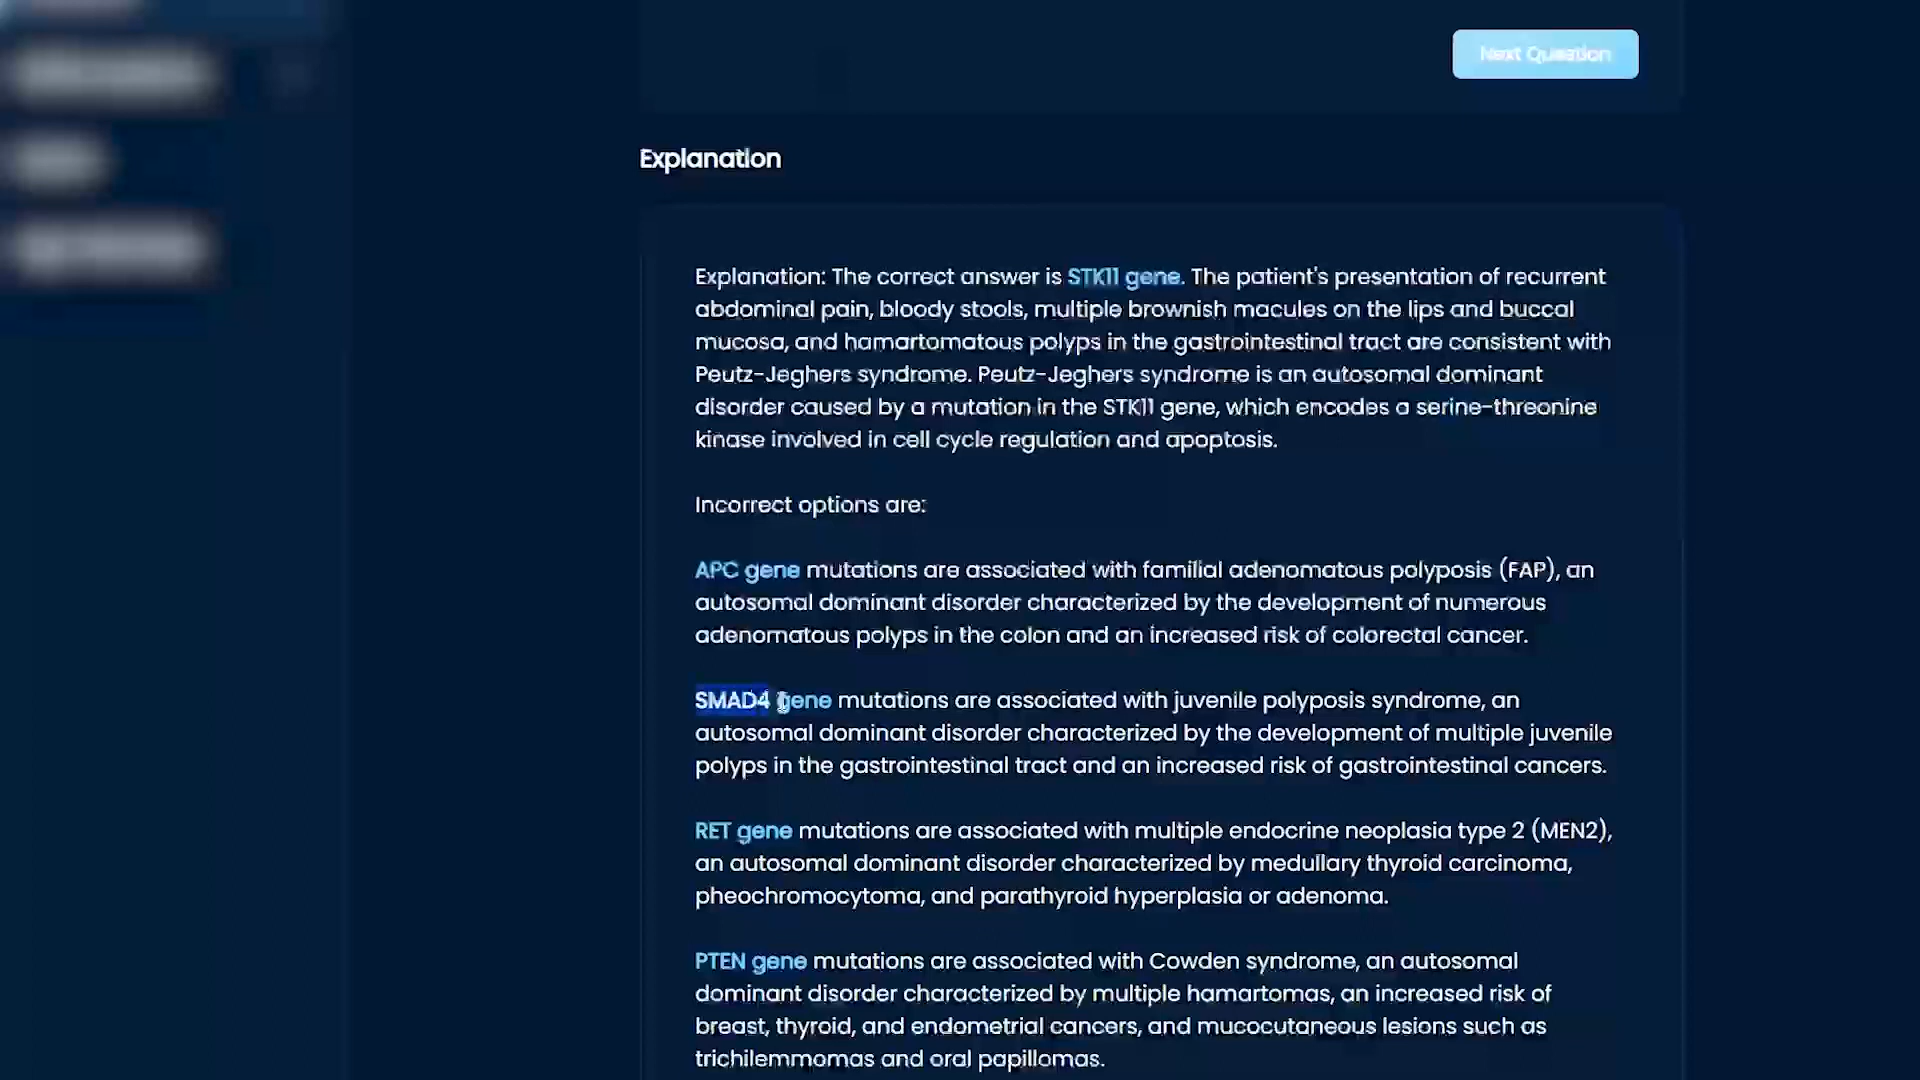 Next Question
Explanation
Explanation: The correct answer is STK11 gene. The patient's presentation of recurrent
abdominal pain, bloody stools, multiple brownish macules on the lips and buccal
mucosa, and hamartomatous polyps in the gastrointestinal tract are consistent with
Peutz-Jeghers syndrome. Peutz-Jeghers syndrome is an autosomal dominant
disorder caused by a mutation in the STK11 gene, which encodes a serine-threonine
kinase involved in cell cycle regulation and apoptosis.
Incorrect options are:
APC gene mutations are associated with familial adenomatous polyposis (FAP), an
autosomal dominant disorder characterized by the development of numerous
adenomatous polyps in the colon and an increased risk of colorectal cancer.
SMAD4 gene mutations are associated with juvenile polyposis syndrome, an
autosomal dominant disorder characterized by the development of multiple juvenile
polyps in the gastrointestinal tract and an increased risk of gastrointestinal cancers.
RET gene mutations are associated with multiple endocrine neoplasia type 2 (MEN2),
an autosomal dominant disorder characterized by medullary thyroid carcinoma,
pheochromocytoma, and parathyroid hyperplasia or adenoma.
PTEN gene mutations are associated with Cowden syndrome, an autosomal
dominant disorder characterized by multiple hamartomas, an increased risk of
breast, thyroid, and endometrial cancers, and mucocutaneous lesions such as
trichilemmomas and oral papillomas.